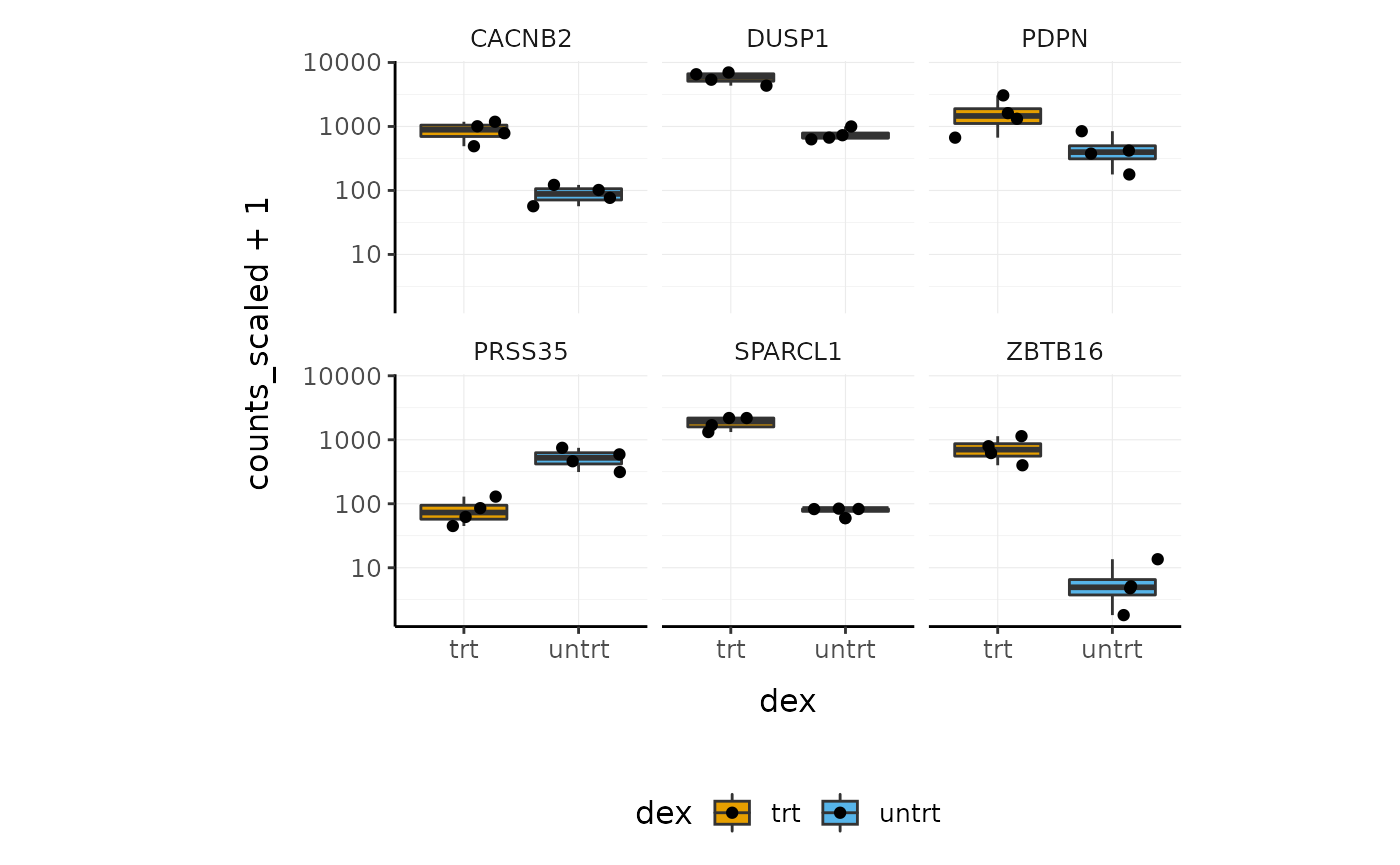 CACNB2 DUSP1 PDPN
10000
1000
100
10
counts_scaled + 1
PRSS35 SPARCL1 ZBTB16
10000
1000
100
10
trt untrt trt untrt trt untrt
dex
dex trt untrt